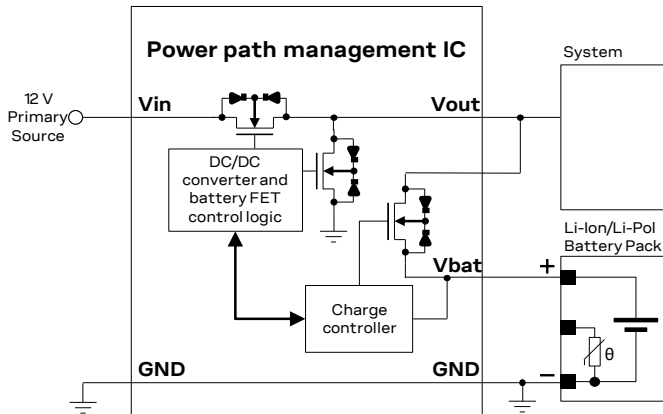 Power path management IC
System
12 V
Primary
Source
Vin
Vout
DC/DC
converter and
battery FET
control logic
Li-Ion/Li-Pol
Battery Pack
Vbat
+
Charge
controller
θ
GND
GND
–